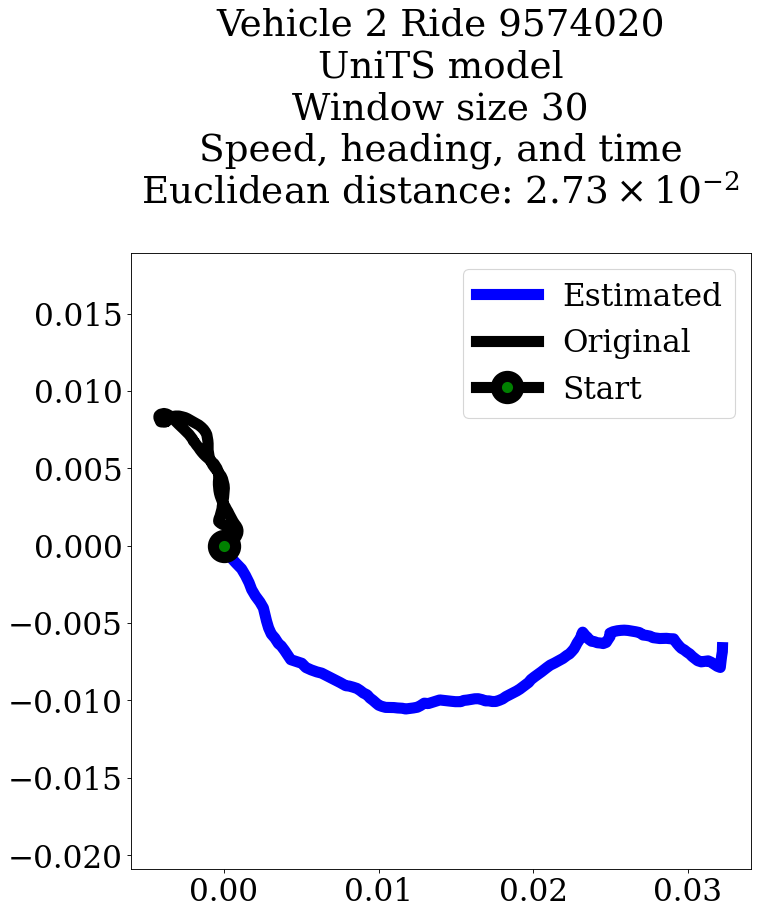 Vehicle 2 Ride 9574020
UniTS model
Window size 30
Speed, heading, and time
Euclidean distance: 2.73 × 10⁻²
Estimated
Original
Start
0.015
0.010
0.005
0.000
−0.005
−0.010
−0.015
−0.020
0.00 0.01 0.02 0.03